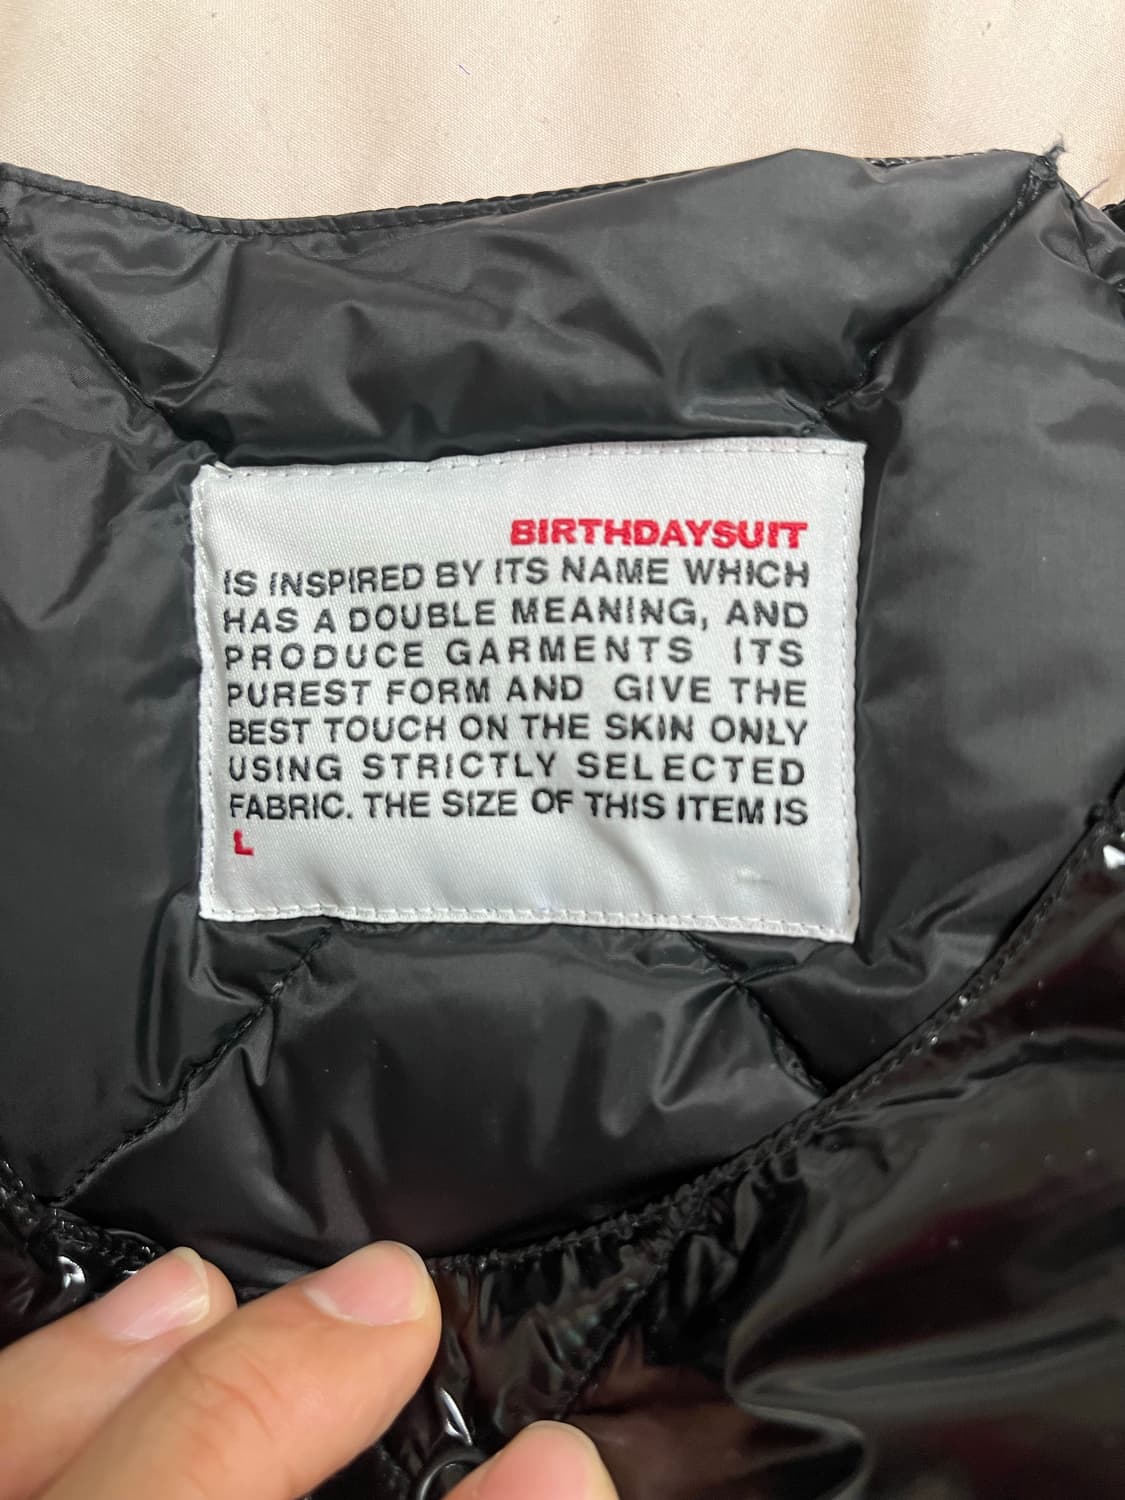 BIRTHDAYSUIT
IS INSPIRED BY ITS NAME WHICH
HAS A DOUBLE MEANING, AND
PRODUCE GARMENTS ITS
PUREST FORM AND GIVE THE
BEST TOUCH ON THE SKIN ONLY
USING STRICTLY SELECTED
FABRIC. THE SIZE OF THIS ITEM IS
L